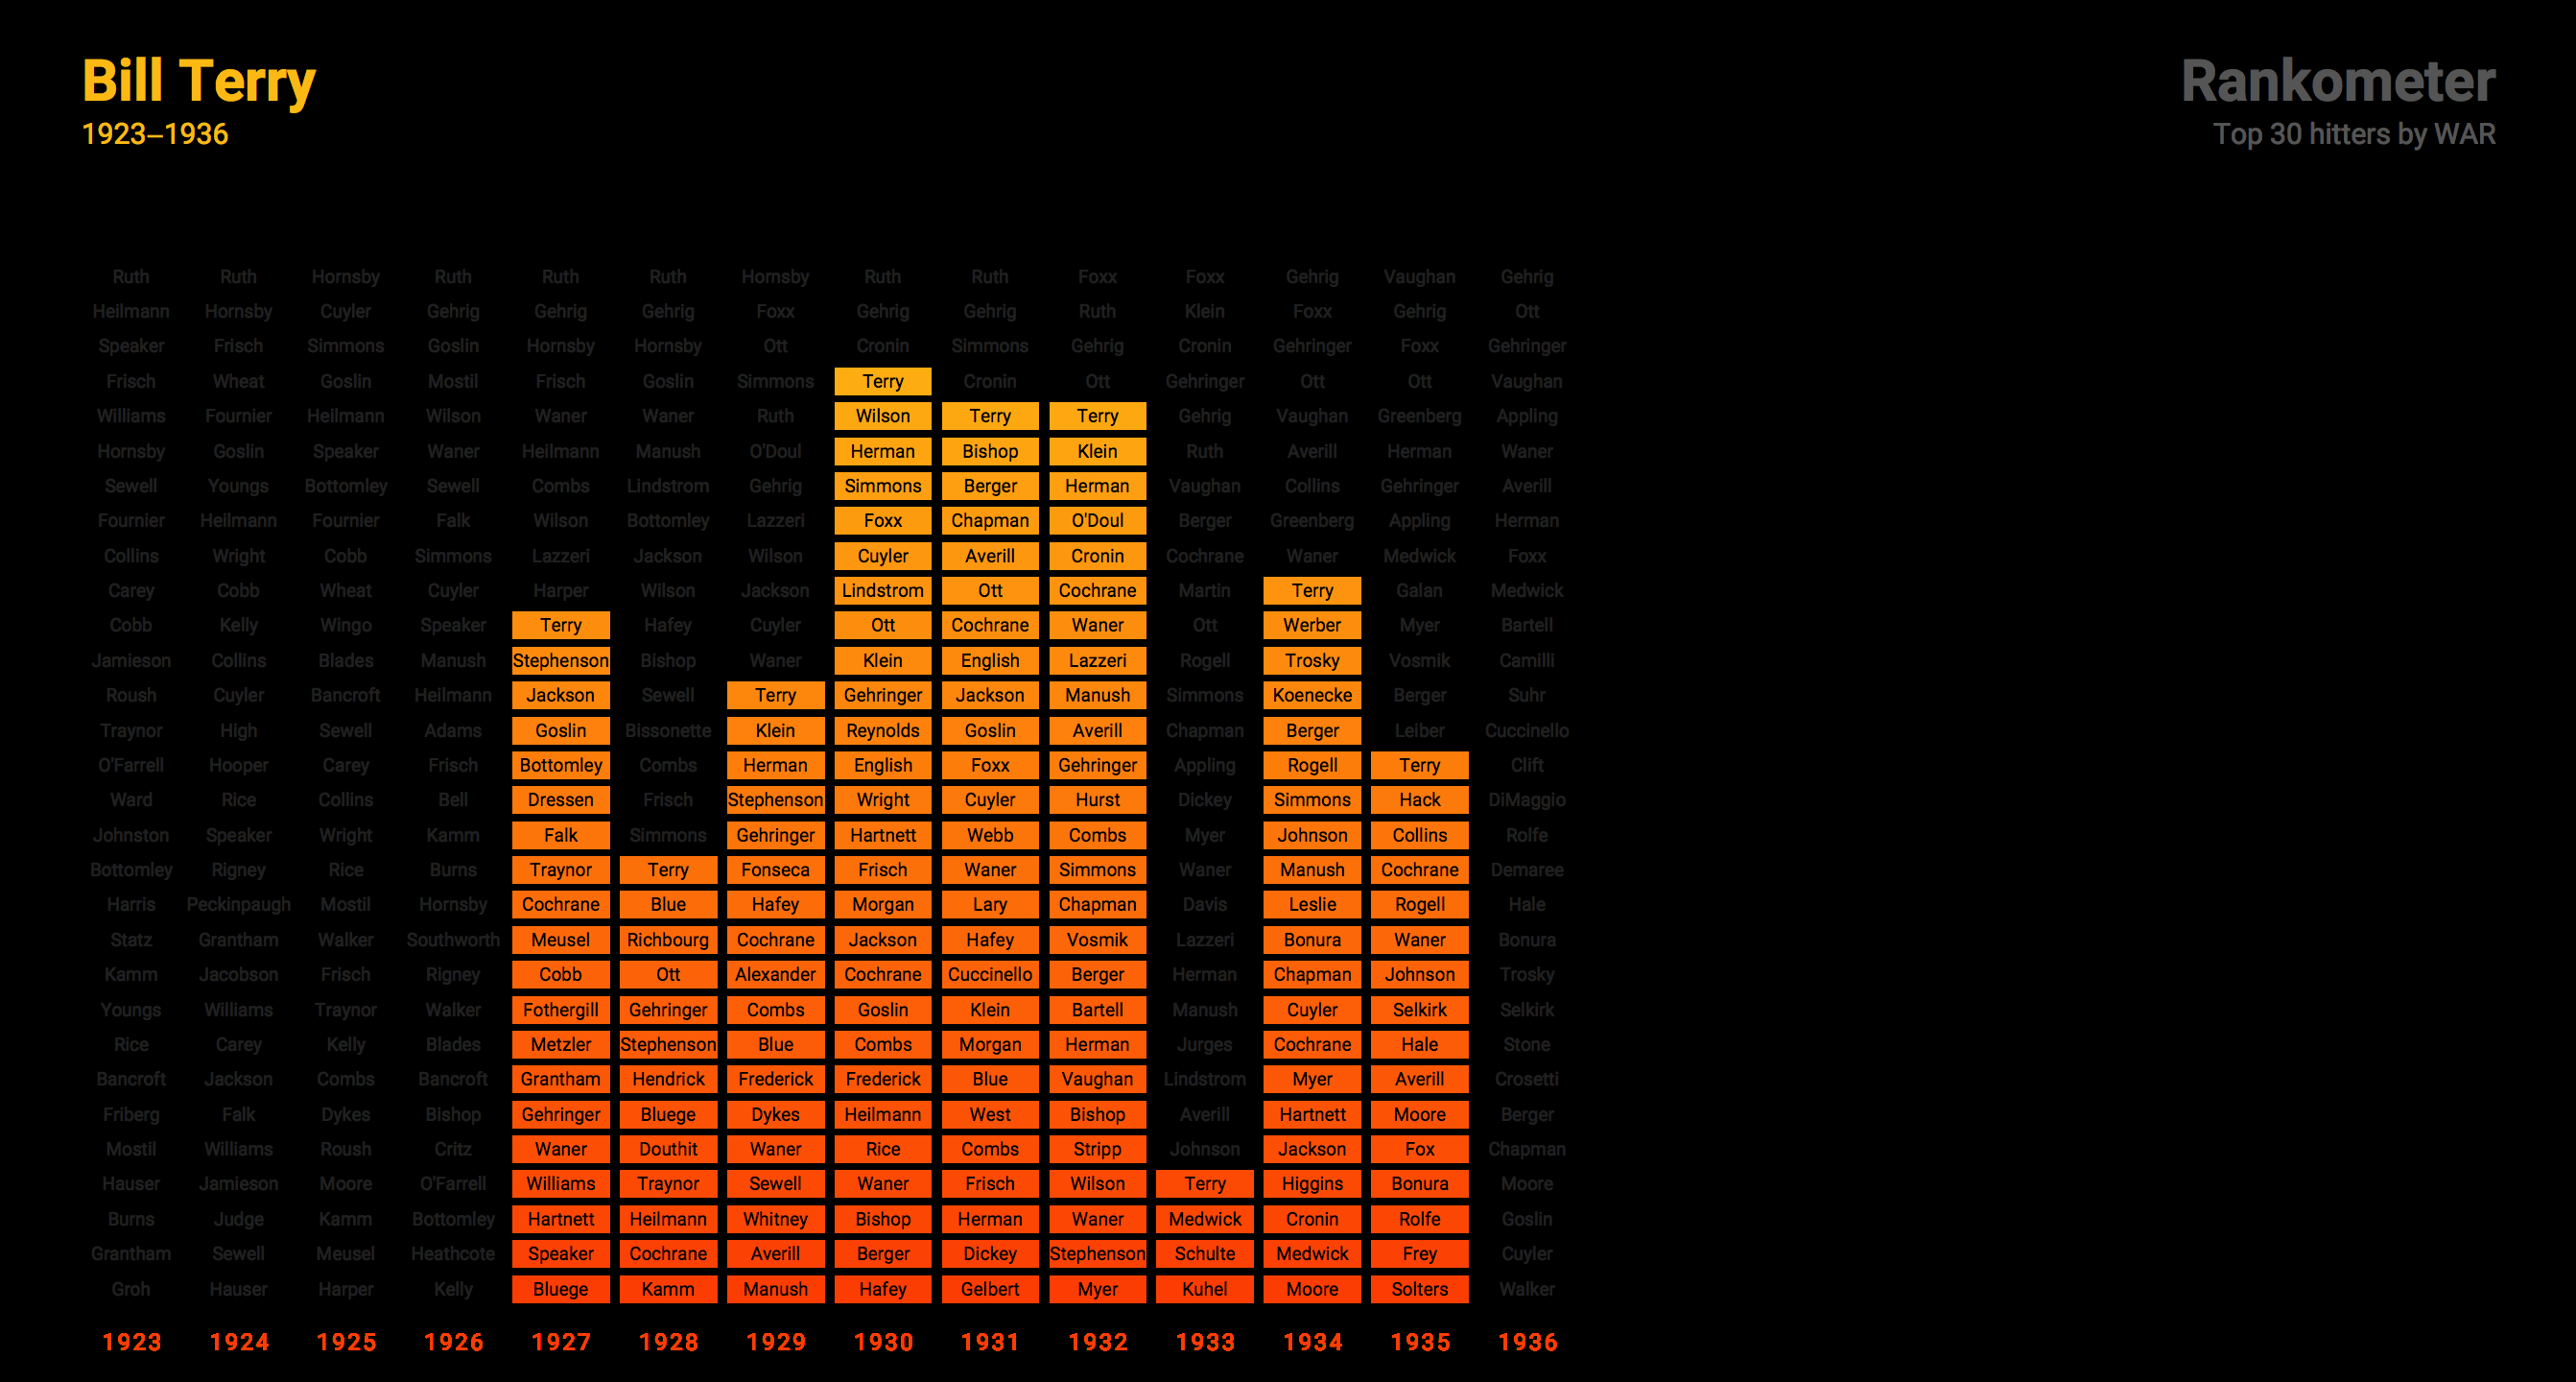 Bill Terry
1923–1936
Rankometer
Top 30 hitters by WAR
Ruth Ruth Hornsby Ruth Ruth Ruth Hornsby Ruth Ruth Foxx Foxx Gehrig Vaughan Gehrig
Heilmann Hornsby Cuyler Gehrig Gehrig Gehrig Foxx Gehrig Gehrig Ruth Klein Foxx Gehrig Ott
Speaker Frisch Simmons Goslin Hornsby Hornsby Ott Cronin Simmons Gehrig Cronin Gehringer Foxx Gehringer
Frisch Wheat Goslin Mostil Frisch Goslin Simmons Terry Cronin Ott Gehringer Ott Ott Vaughan
Williams Fournier Heilmann Wilson Waner Waner Ruth Wilson Terry Terry Gehrig Vaughan Greenberg Appling
Hornsby Goslin Speaker Waner Heilmann Manush O'Doul Herman Bishop Klein Ruth Averill Herman Waner
Sewell Youngs Bottomley Sewell Combs Lindstrom Gehrig Simmons Berger Herman Vaughan Collins Gehringer Averill
Fournier Heilmann Fournier Falk Wilson Bottomley Lazzeri Foxx Chapman O'Doul Berger Greenberg Appling Herman
Collins Wright Cobb Simmons Lazzeri Jackson Wilson Cuyler Averill Cronin Cochrane Waner Medwick Foxx
Carey Cobb Wheat Cuyler Harper Wilson Jackson Lindstrom Ott Cochrane Martin Terry Galan Medwick
Cobb Kelly Wingo Speaker Terry Hafey Cuyler Ott Cochrane Waner Ott Werber Myer Bartell
Jamieson Collins Blades Manush Stephenson Bishop Waner Klein English Lazzeri Rogell Trosky Vosmik Camilli
Roush Cuyler Bancroft Heilmann Jackson Sewell Terry Gehringer Jackson Manush Simmons Koenecke Berger Suhr
Traynor High Sewell Adams Goslin Bissonette Klein Reynolds Goslin Averill Chapman Berger Leiber Cuccinello
O'Farrell Hooper Carey Frisch Bottomley Combs Herman English Foxx Gehringer Appling Rogell Terry Clift
Ward Rice Collins Bell Dressen Frisch Stephenson Wright Cuyler Hurst Dickey Simmons Hack DiMaggio
Johnston Speaker Wright Kamm Falk Simmons Gehringer Hartnett Webb Combs Myer Johnson Collins Rolfe
Bottomley Rigney Rice Burns Traynor Terry Fonseca Frisch Waner Simmons Waner Manush Cochrane Demaree
Harris Peckinpaugh Mostil Hornsby Cochrane Blue Hafey Morgan Lary Chapman Davis Leslie Rogell Hale
Statz Grantham Walker Southworth Meusel Richbourg Cochrane Jackson Hafey Vosmik Lazzeri Bonura Waner Bonura
Kamm Jacobson Frisch Rigney Cobb Ott Alexander Cochrane Cuccinello Berger Herman Chapman Johnson Trosky
Youngs Williams Traynor Walker Fothergill Gehringer Combs Goslin Klein Bartell Manush Cuyler Selkirk Selkirk
Rice Carey Kelly Blades Metzler Stephenson Blue Combs Morgan Herman Jurges Cochrane Hale Stone
Bancroft Jackson Combs Bancroft Grantham Hendrick Frederick Frederick Blue Vaughan Lindstrom Myer Averill Crosetti
Friberg Falk Dykes Bishop Gehringer Bluege Dykes Heilmann West Bishop Averill Hartnett Moore Berger
Mostil Williams Roush Critz Waner Douthit Waner Rice Combs Stripp Johnson Jackson Fox Chapman
Hauser Jamieson Moore O'Farrell Williams Traynor Sewell Waner Frisch Wilson Terry Higgins Bonura Moore
Burns Judge Kamm Bottomley Hartnett Heilmann Whitney Bishop Herman Waner Medwick Cronin Rolfe Goslin
Grantham Sewell Meusel Heathcote Speaker Cochrane Averill Berger Dickey Stephenson Schulte Medwick Frey Cuyler
Groh Hauser Harper Kelly Bluege Kamm Manush Hafey Gelbert Myer Kuhel Moore Solters Walker
1923 1924 1925 1926 1927 1928 1929 1930 1931 1932 1933 1934 1935 1936